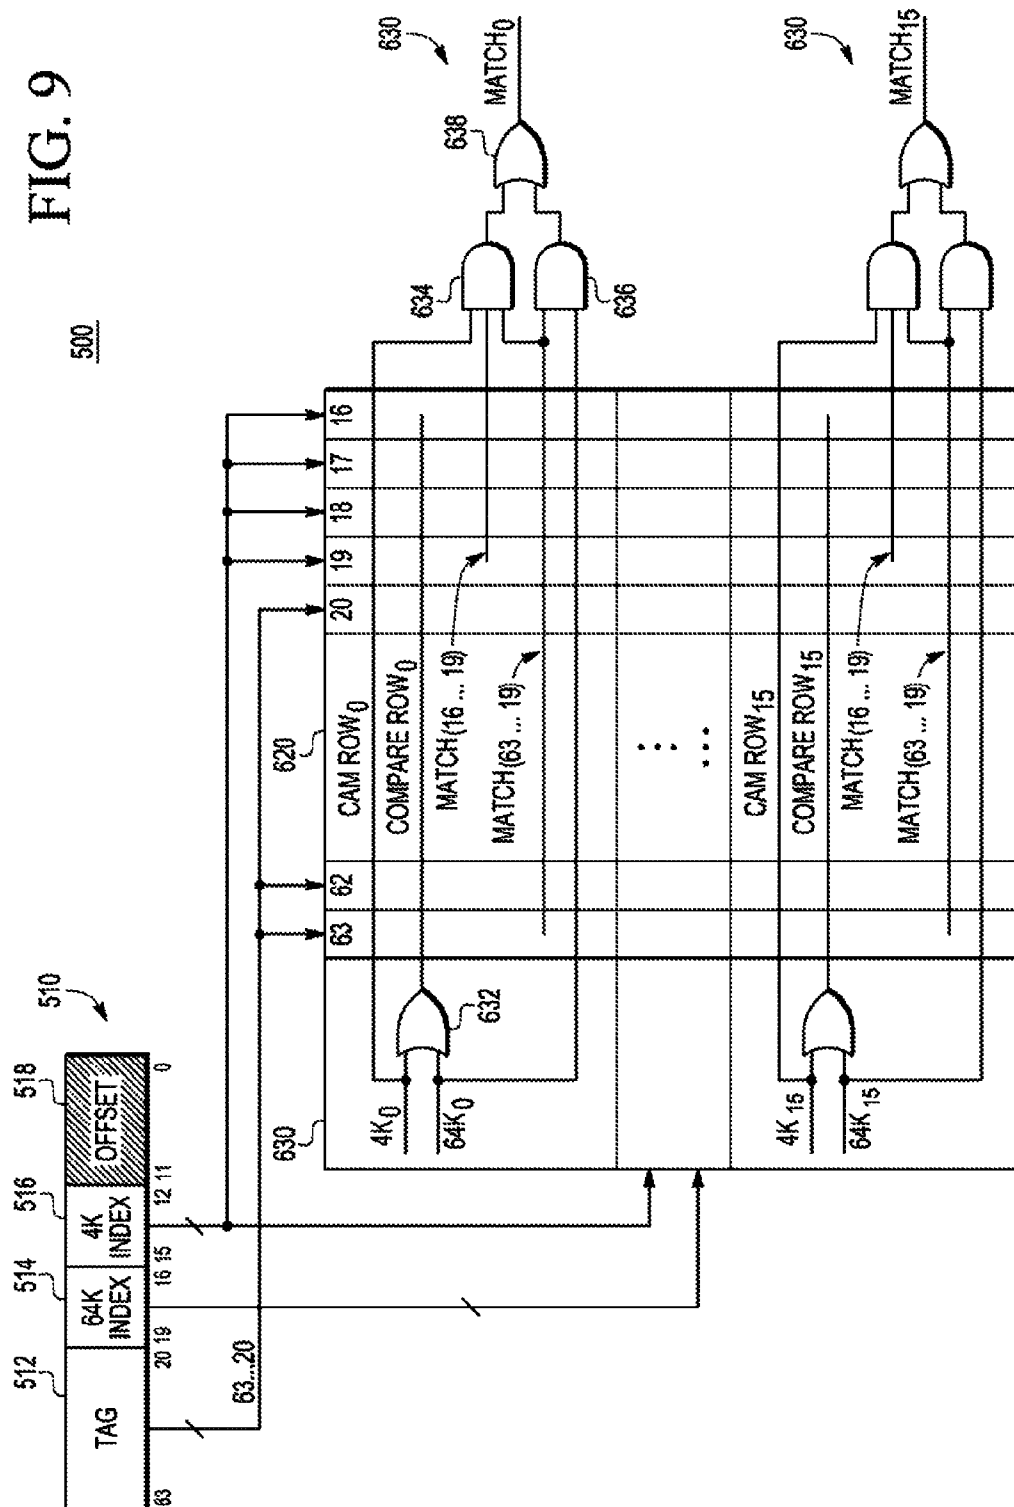 FIG. 9
500
510
512
514
516
518
TAG
64K INDEX
4K INDEX
OFFSET
63
20 19
16 15
12 11
0
63...20
630
620
63
62
20
19
18
17
16
4K0
64K0
632
CAM ROW0
COMPARE ROW0
MATCH(16 ... 19)
MATCH(63 ... 19)
634
636
638
MATCH0
630
4K15
64K15
CAM ROW15
COMPARE ROW15
MATCH(16 ... 19)
MATCH(63 ... 19)
MATCH15
630